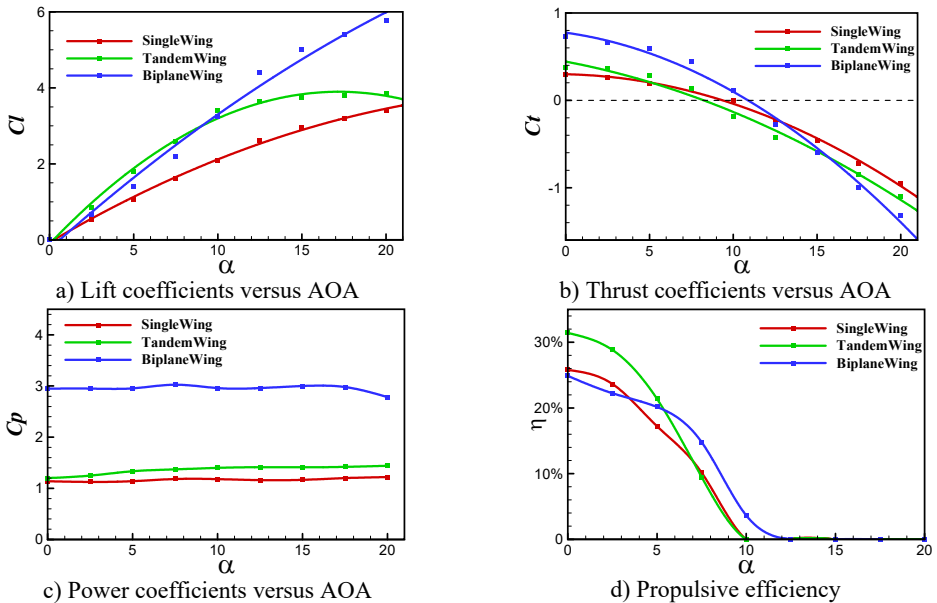 6
4
2
0
Cl
SingleWing
TandemWing
BiplaneWing
0
5
10
15
20
α
a) Lift coefficients versus AOA
1
0
-1
Ct
SingleWing
TandemWing
BiplaneWing
0
5
10
15
20
α
b) Thrust coefficients versus AOA
4
3
2
1
0
Cp
SingleWing
TandemWing
BiplaneWing
0
5
10
15
20
α
c) Power coefficients versus AOA
30%
20%
10%
0
η
SingleWing
TandemWing
BiplaneWing
0
5
10
15
20
α
d) Propulsive efficiency